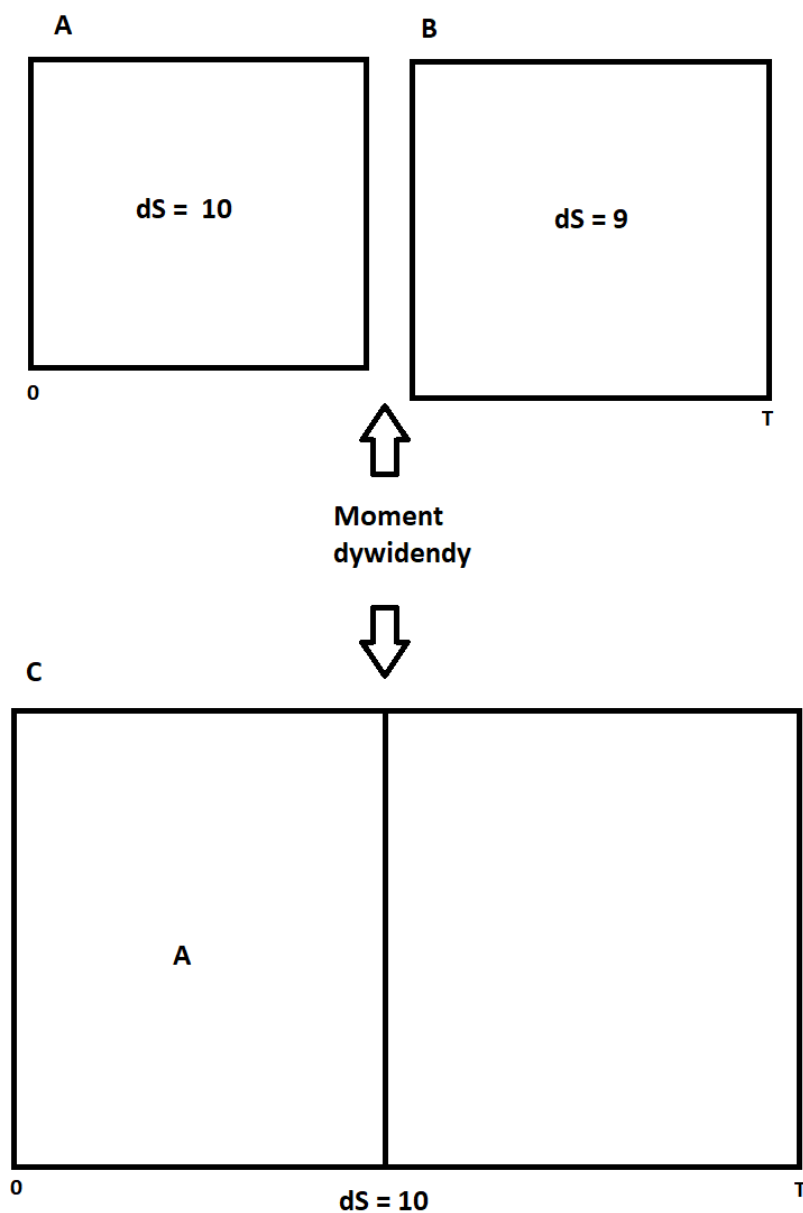 A
B
dS =  10
dS = 9
0
T
Moment
dywidendy
C
A
0
T
dS = 10